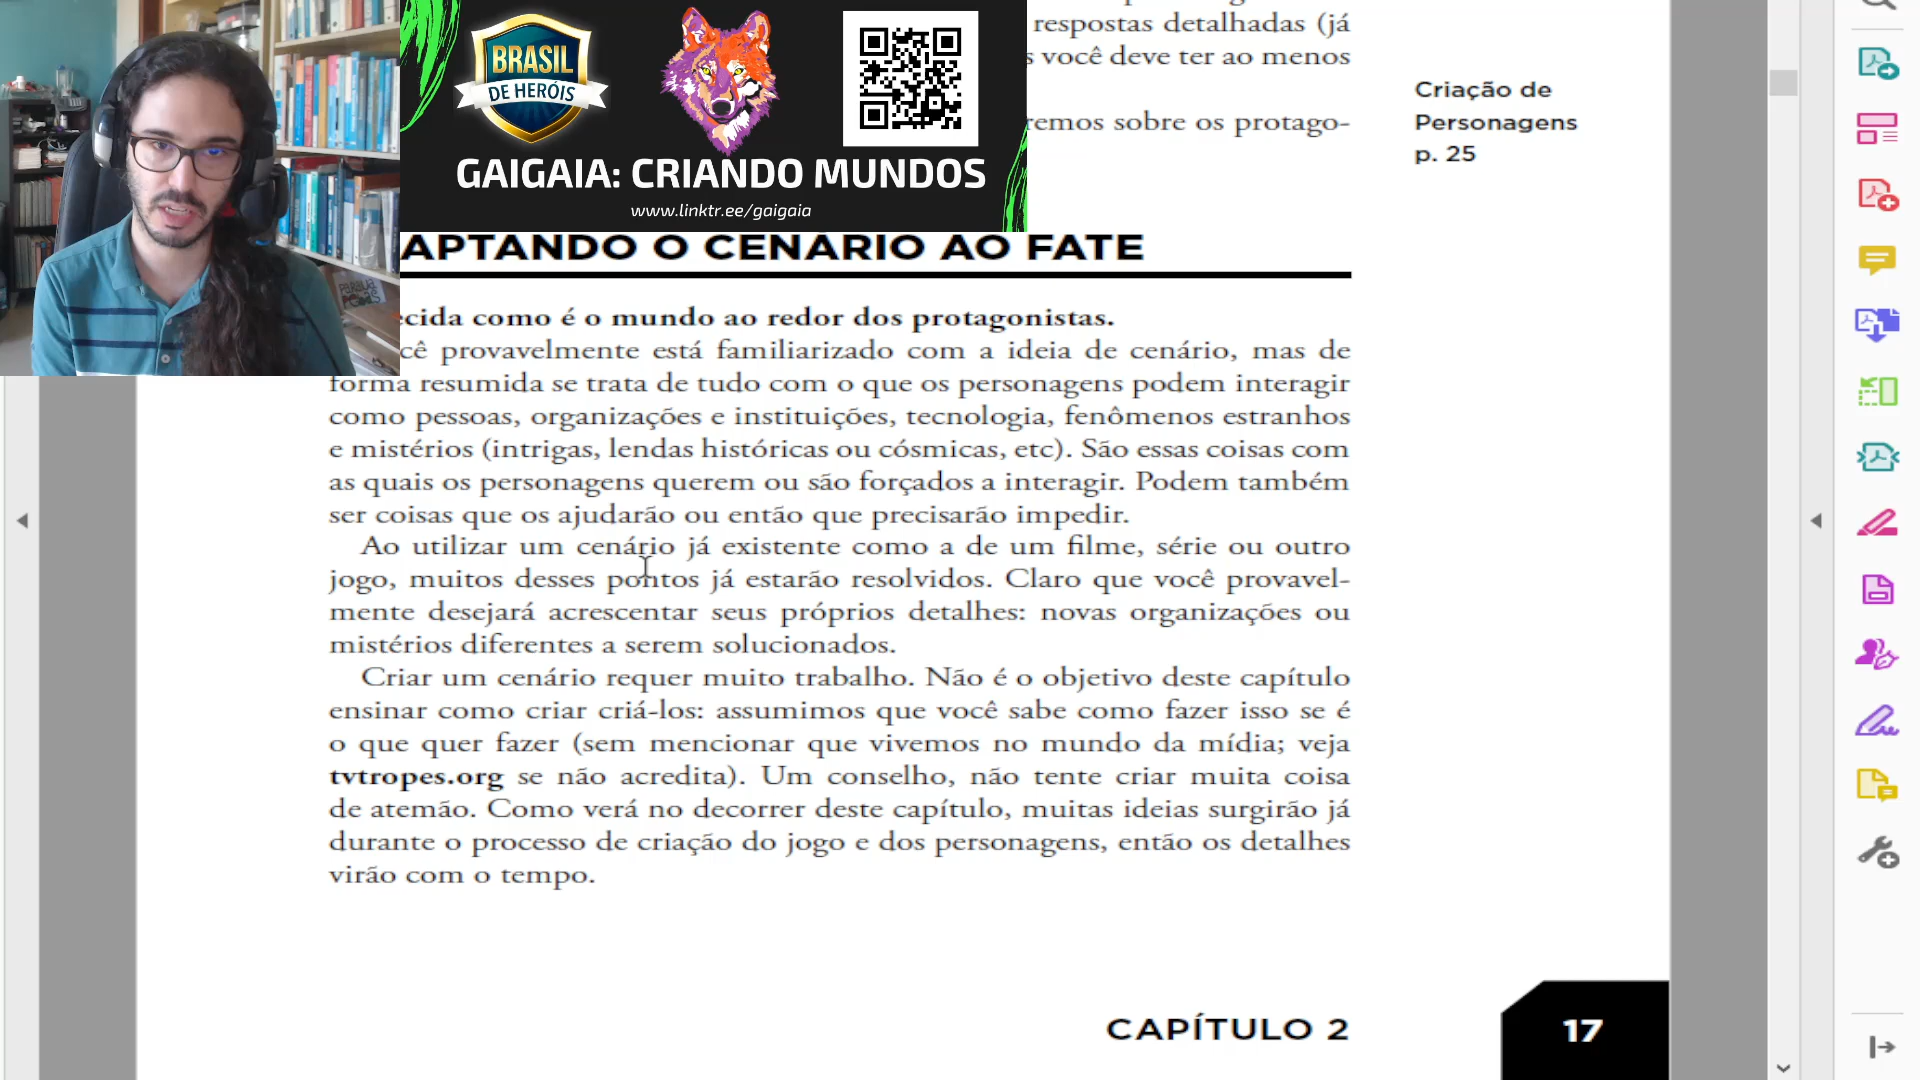 BRASIL
DE HERÓIS
GAIGAIA: CRIANDO MUNDOS
www.linktr.ee/gaigaia
respostas detalhadas (já
você deve ter ao menos
remos sobre os protago-
Criação de
Personagens
p. 25
APTANDO O CENÁRIO AO FATE
ecida como é o mundo ao redor dos protagonistas.
cê provavelmente está familiarizado com a ideia de cenário, mas de
forma resumida se trata de tudo com o que os personagens podem interagir
como pessoas, organizações e instituições, tecnologia, fenômenos estranhos
e mistérios (intrigas, lendas históricas ou cósmicas, etc). São essas coisas com
as quais os personagens querem ou são forçados a interagir. Podem também
ser coisas que os ajudarão ou então que precisarão impedir.
Ao utilizar um cenário já existente como a de um filme, série ou outro
jogo, muitos desses pontos já estarão resolvidos. Claro que você provavel-
mente desejará acrescentar seus próprios detalhes: novas organizações ou
mistérios diferentes a serem solucionados.
Criar um cenário requer muito trabalho. Não é o objetivo deste capítulo
ensinar como criar criá-los: assumimos que você sabe como fazer isso se é
o que quer fazer (sem mencionar que vivemos no mundo da mídia; veja
tvtropes.org se não acredita). Um conselho, não tente criar muita coisa
de atemão. Como verá no decorrer deste capítulo, muitas ideias surgirão já
durante o processo de criação do jogo e dos personagens, então os detalhes
virão com o tempo.
CAPÍTULO 2
17